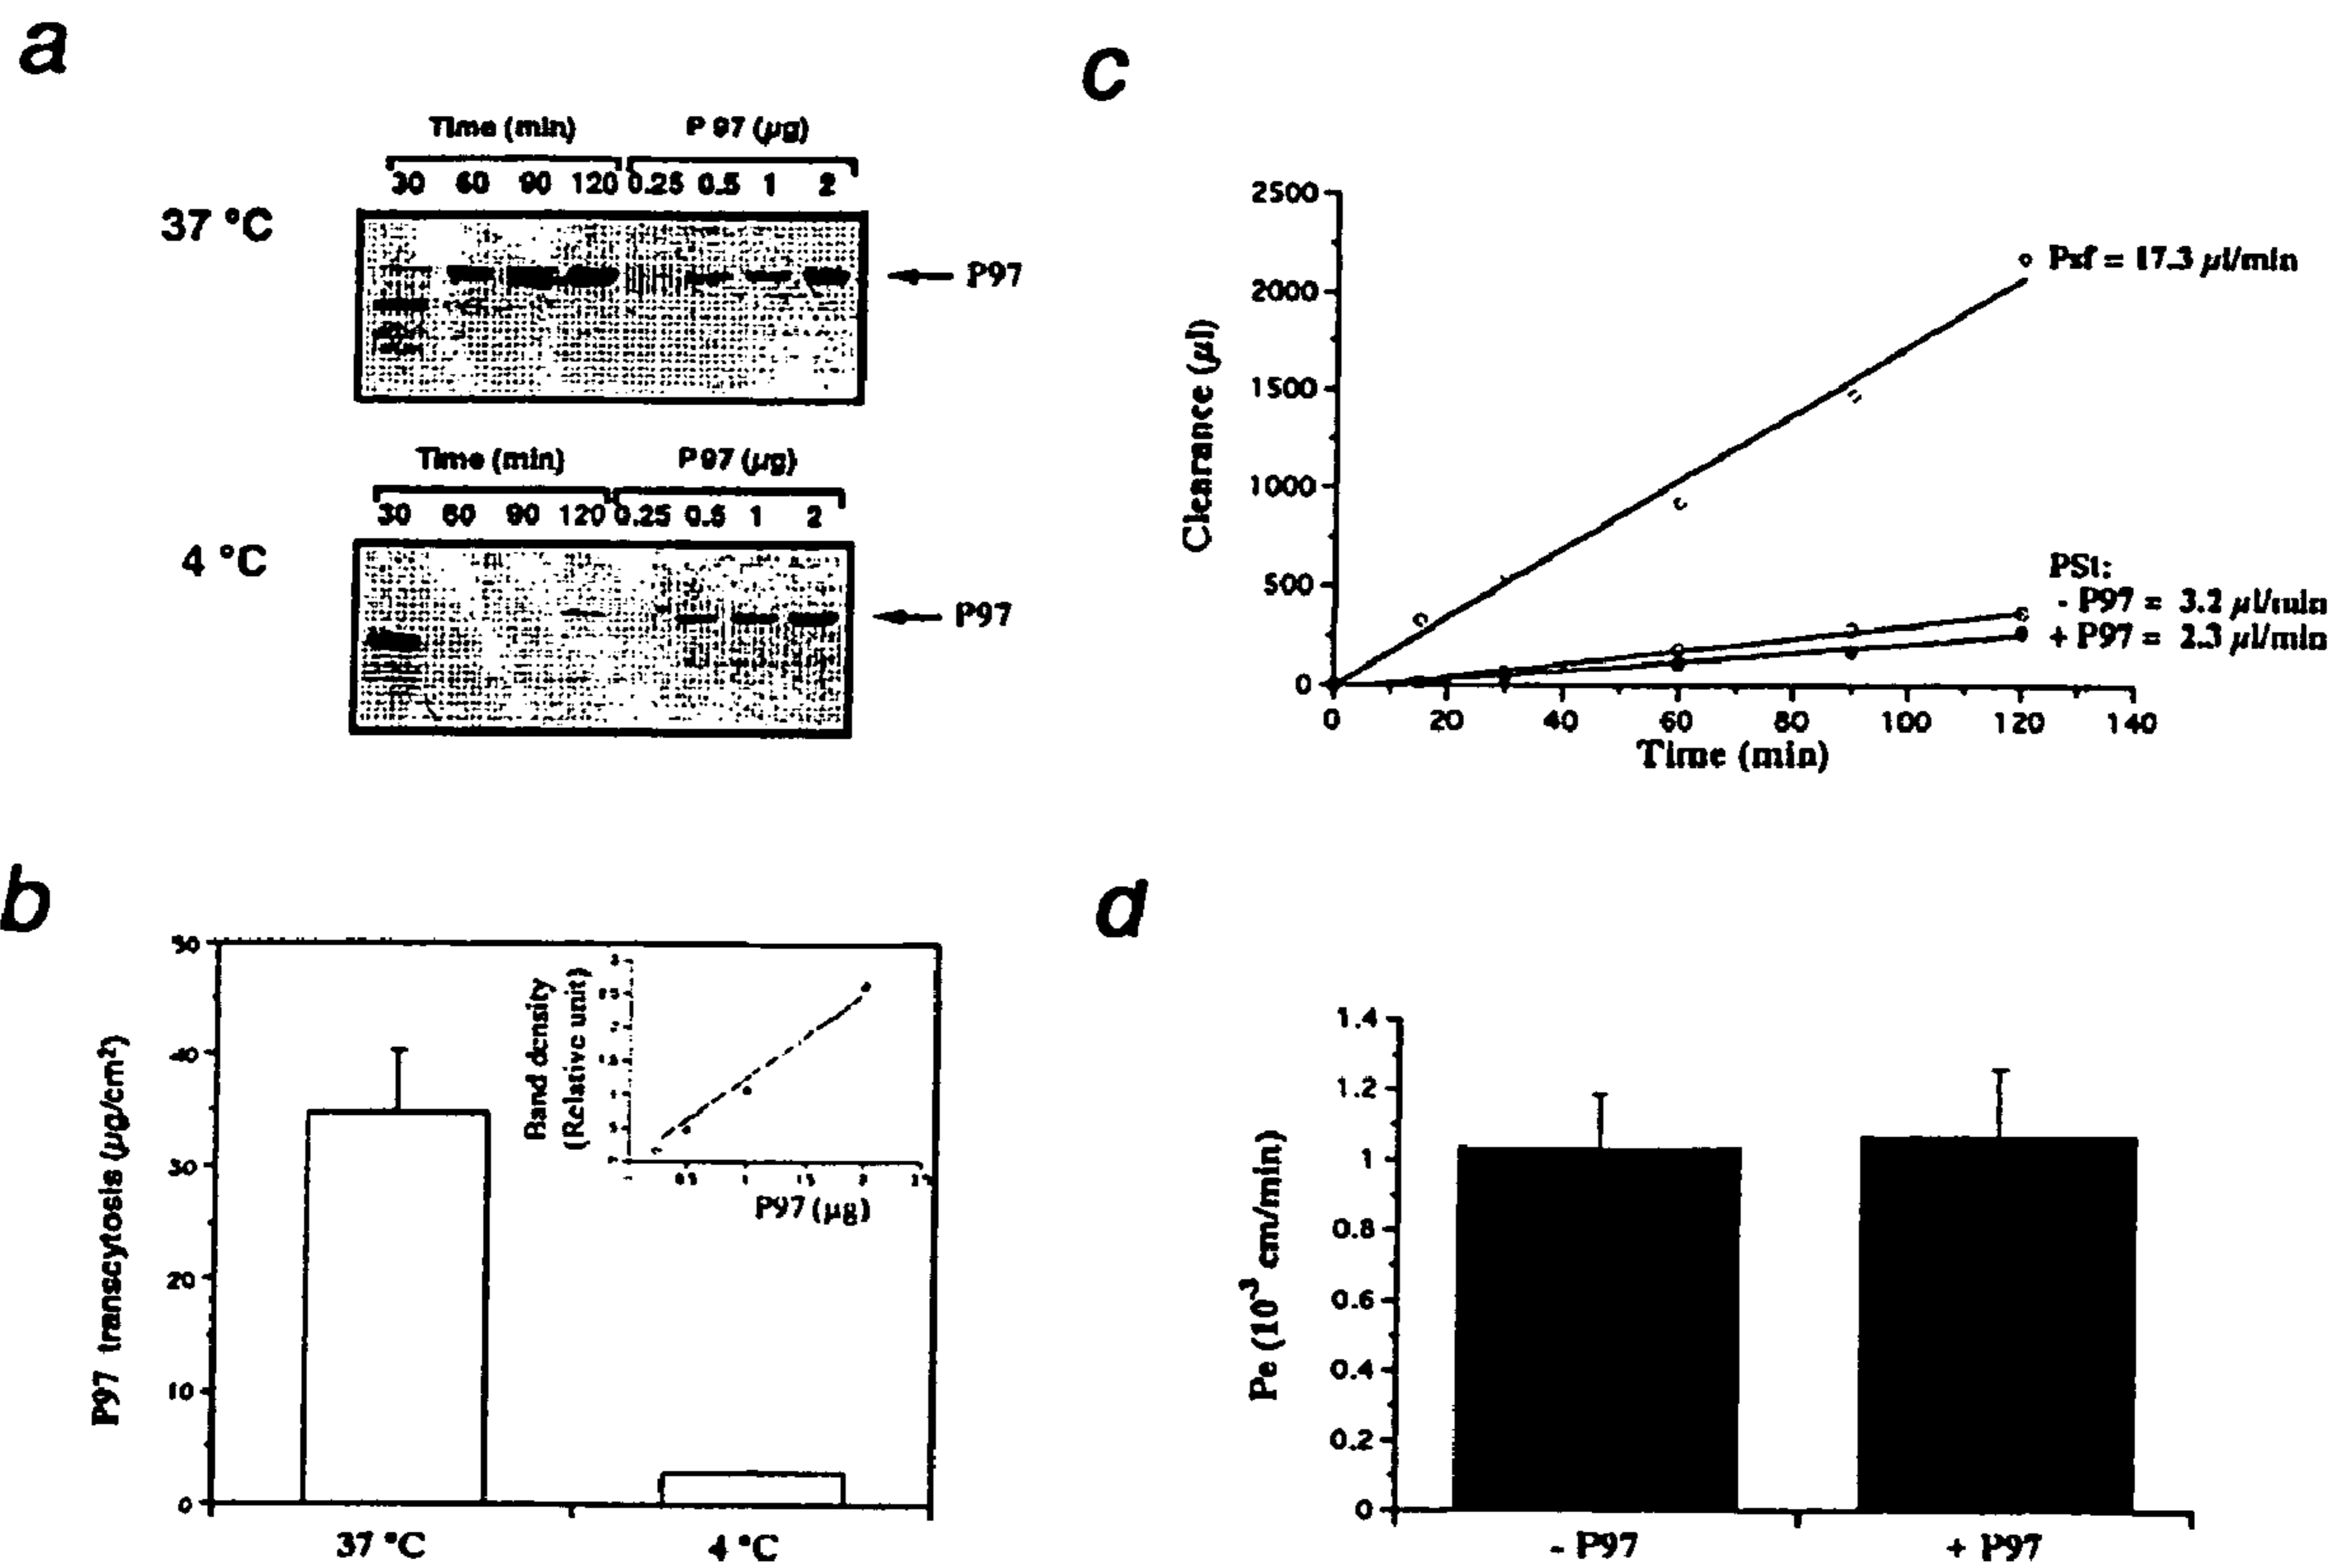 a
Time (min) P 97 (µg)
30 60 90 120 0.25 0.5 1 2
37 °C
P97
Time (min) P 97 (µg)
30 60 90 120 0.25 0.5 1 2
4 °C
P97
b
50
40
30
20
10
0
P97 transcytosis (µg/cm²)
37 °C 4 °C
Band density
(Relative unit)
P97 (µg)
c
2500
2000
1500
1000
500
0
Clearance (µl)
0 20 40 60 80 100 120 140
Time (min)
Psf = 17.3 µl/min
PSt:
- P97 = 3.2 µl/min
+ P97 = 2.3 µl/min
d
1.4
1.2
1
0.8
0.6
0.4
0.2
0
Pe (10⁻³ cm/min)
- P97 + P97